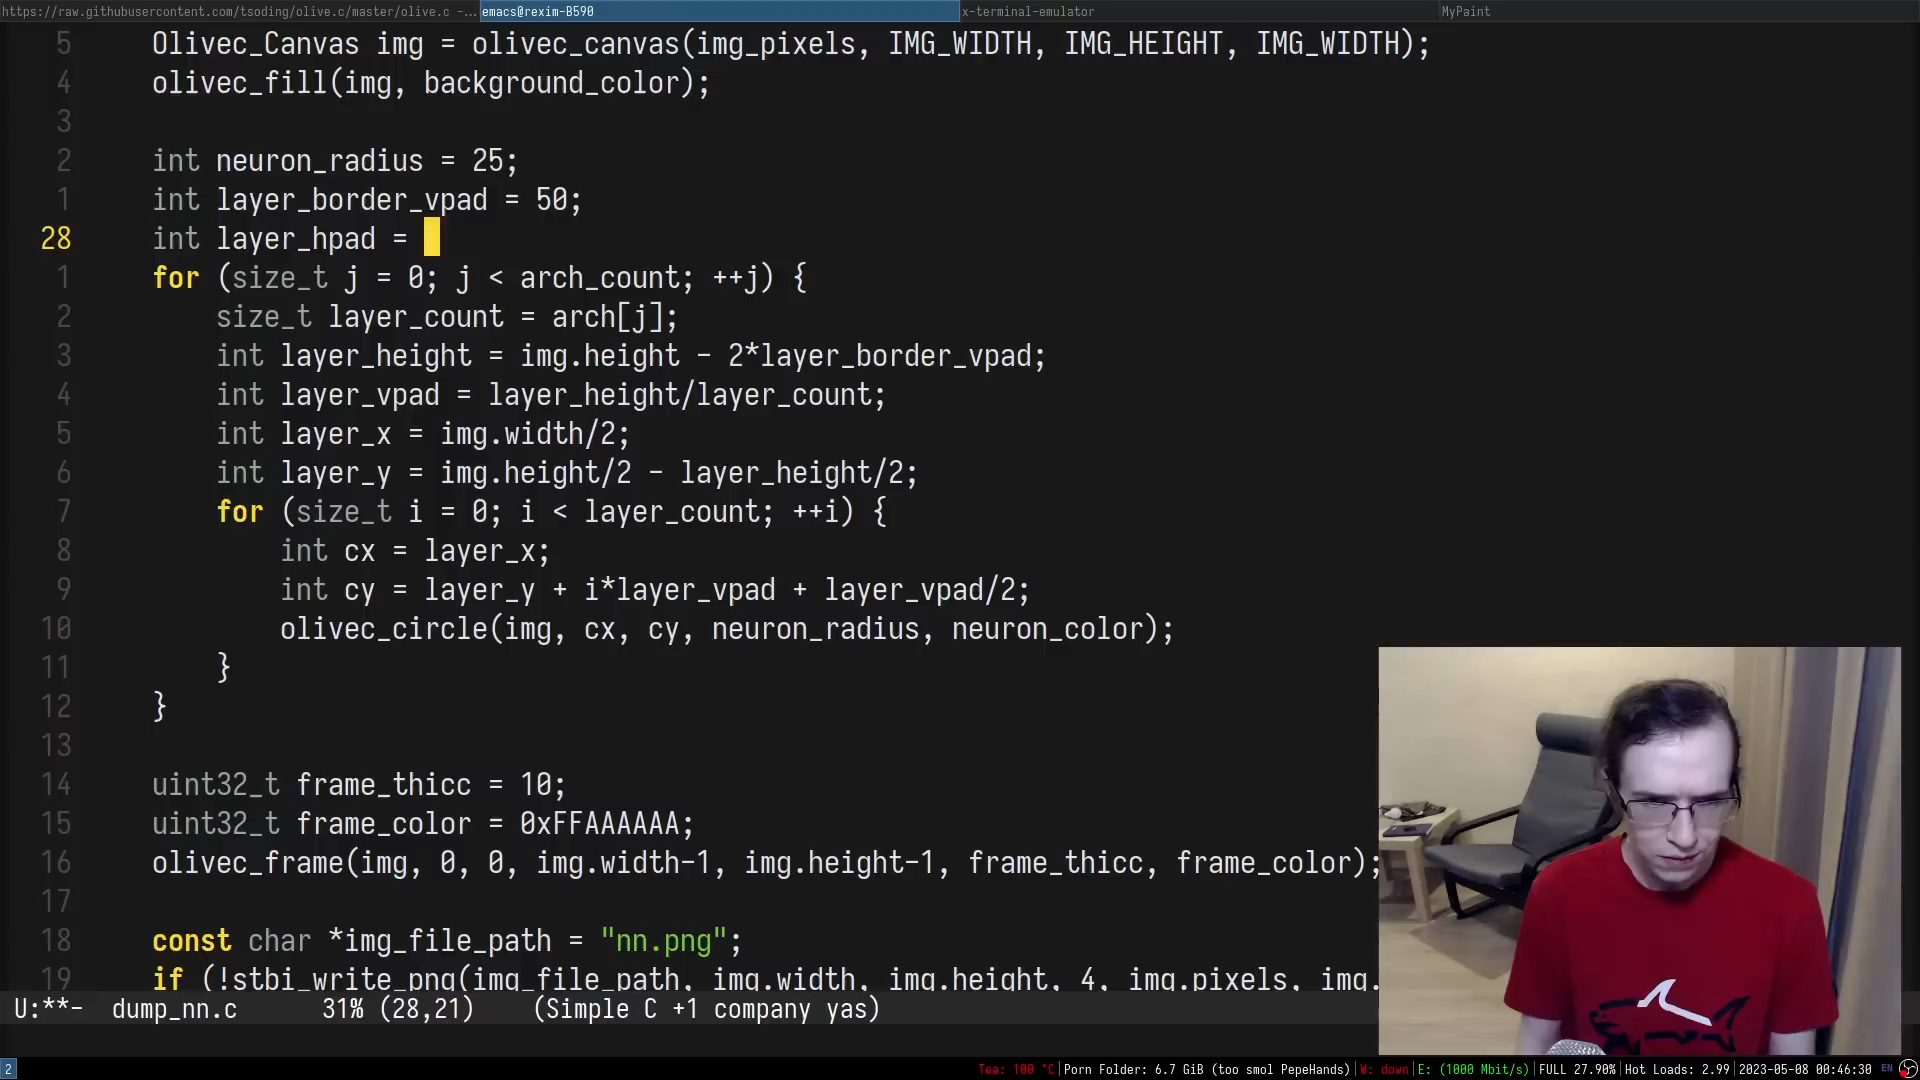 https://raw.githubusercontent.com/tsoding/olive.c/master/olive.c -... emacs@rexim-B590 x-terminal-emulator MyPaint
5 Olivec_Canvas img = olivec_canvas(img_pixels, IMG_WIDTH, IMG_HEIGHT, IMG_WIDTH);
4 olivec_fill(img, background_color);
3
2 int neuron_radius = 25;
1 int layer_border_vpad = 50;
28 int layer_hpad =
1 for (size_t j = 0; j < arch_count; ++j) {
2 size_t layer_count = arch[j];
3 int layer_height = img.height - 2*layer_border_vpad;
4 int layer_vpad = layer_height/layer_count;
5 int layer_x = img.width/2;
6 int layer_y = img.height/2 - layer_height/2;
7 for (size_t i = 0; i < layer_count; ++i) {
8 int cx = layer_x;
9 int cy = layer_y + i*layer_vpad + layer_vpad/2;
10 olivec_circle(img, cx, cy, neuron_radius, neuron_color);
11 }
12 }
13
14 uint32_t frame_thicc = 10;
15 uint32_t frame_color = 0xFFAAAAAA;
16 olivec_frame(img, 0, 0, img.width-1, img.height-1, frame_thicc, frame_color);
17
18 const char *img_file_path = "nn.png";
19 if (!stbi_write_png(img_file_path, img.width, img.height, 4, img.pixels, img.
U:**- dump_nn.c 31% (28,21) (Simple C +1 company yas)
2 Tea: 100 °C|Porn Folder: 6.7 GiB (too smol PepeHands)|W: down|E: (1000 Mbit/s)|FULL 27.90%|Hot Loads: 2.99|2023-05-08 00:46:30 EN